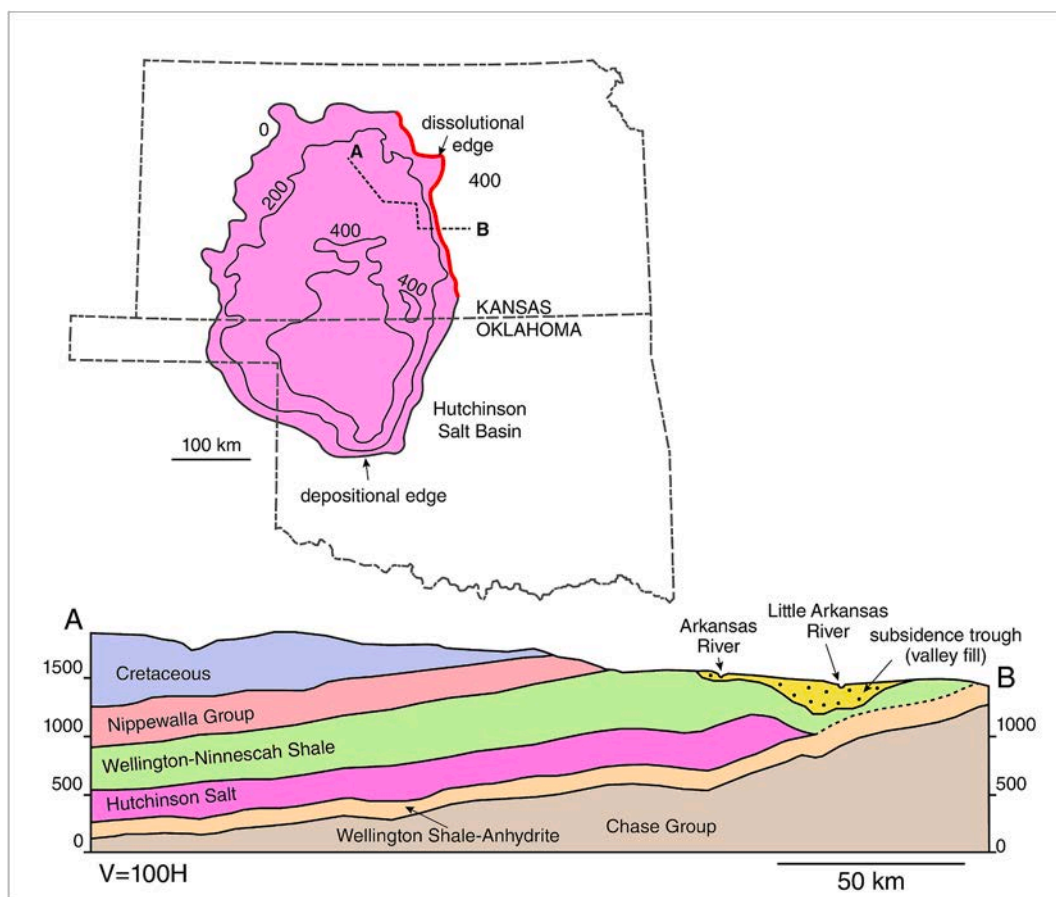 dissolutional
edge
0
A
400
200
B
400
400
KANSAS
OKLAHOMA
Hutchinson
Salt Basin
100 km
depositional edge
A
Arkansas
River
Little Arkansas
River
subsidence trough
(valley fill)
B
1500
Cretaceous
Nippewalla Group
1000
1000
Wellington-Ninnescah Shale
500
500
Hutchinson Salt
Wellington Shale-Anhydrite
Chase Group
0
0
V=100H
50 km